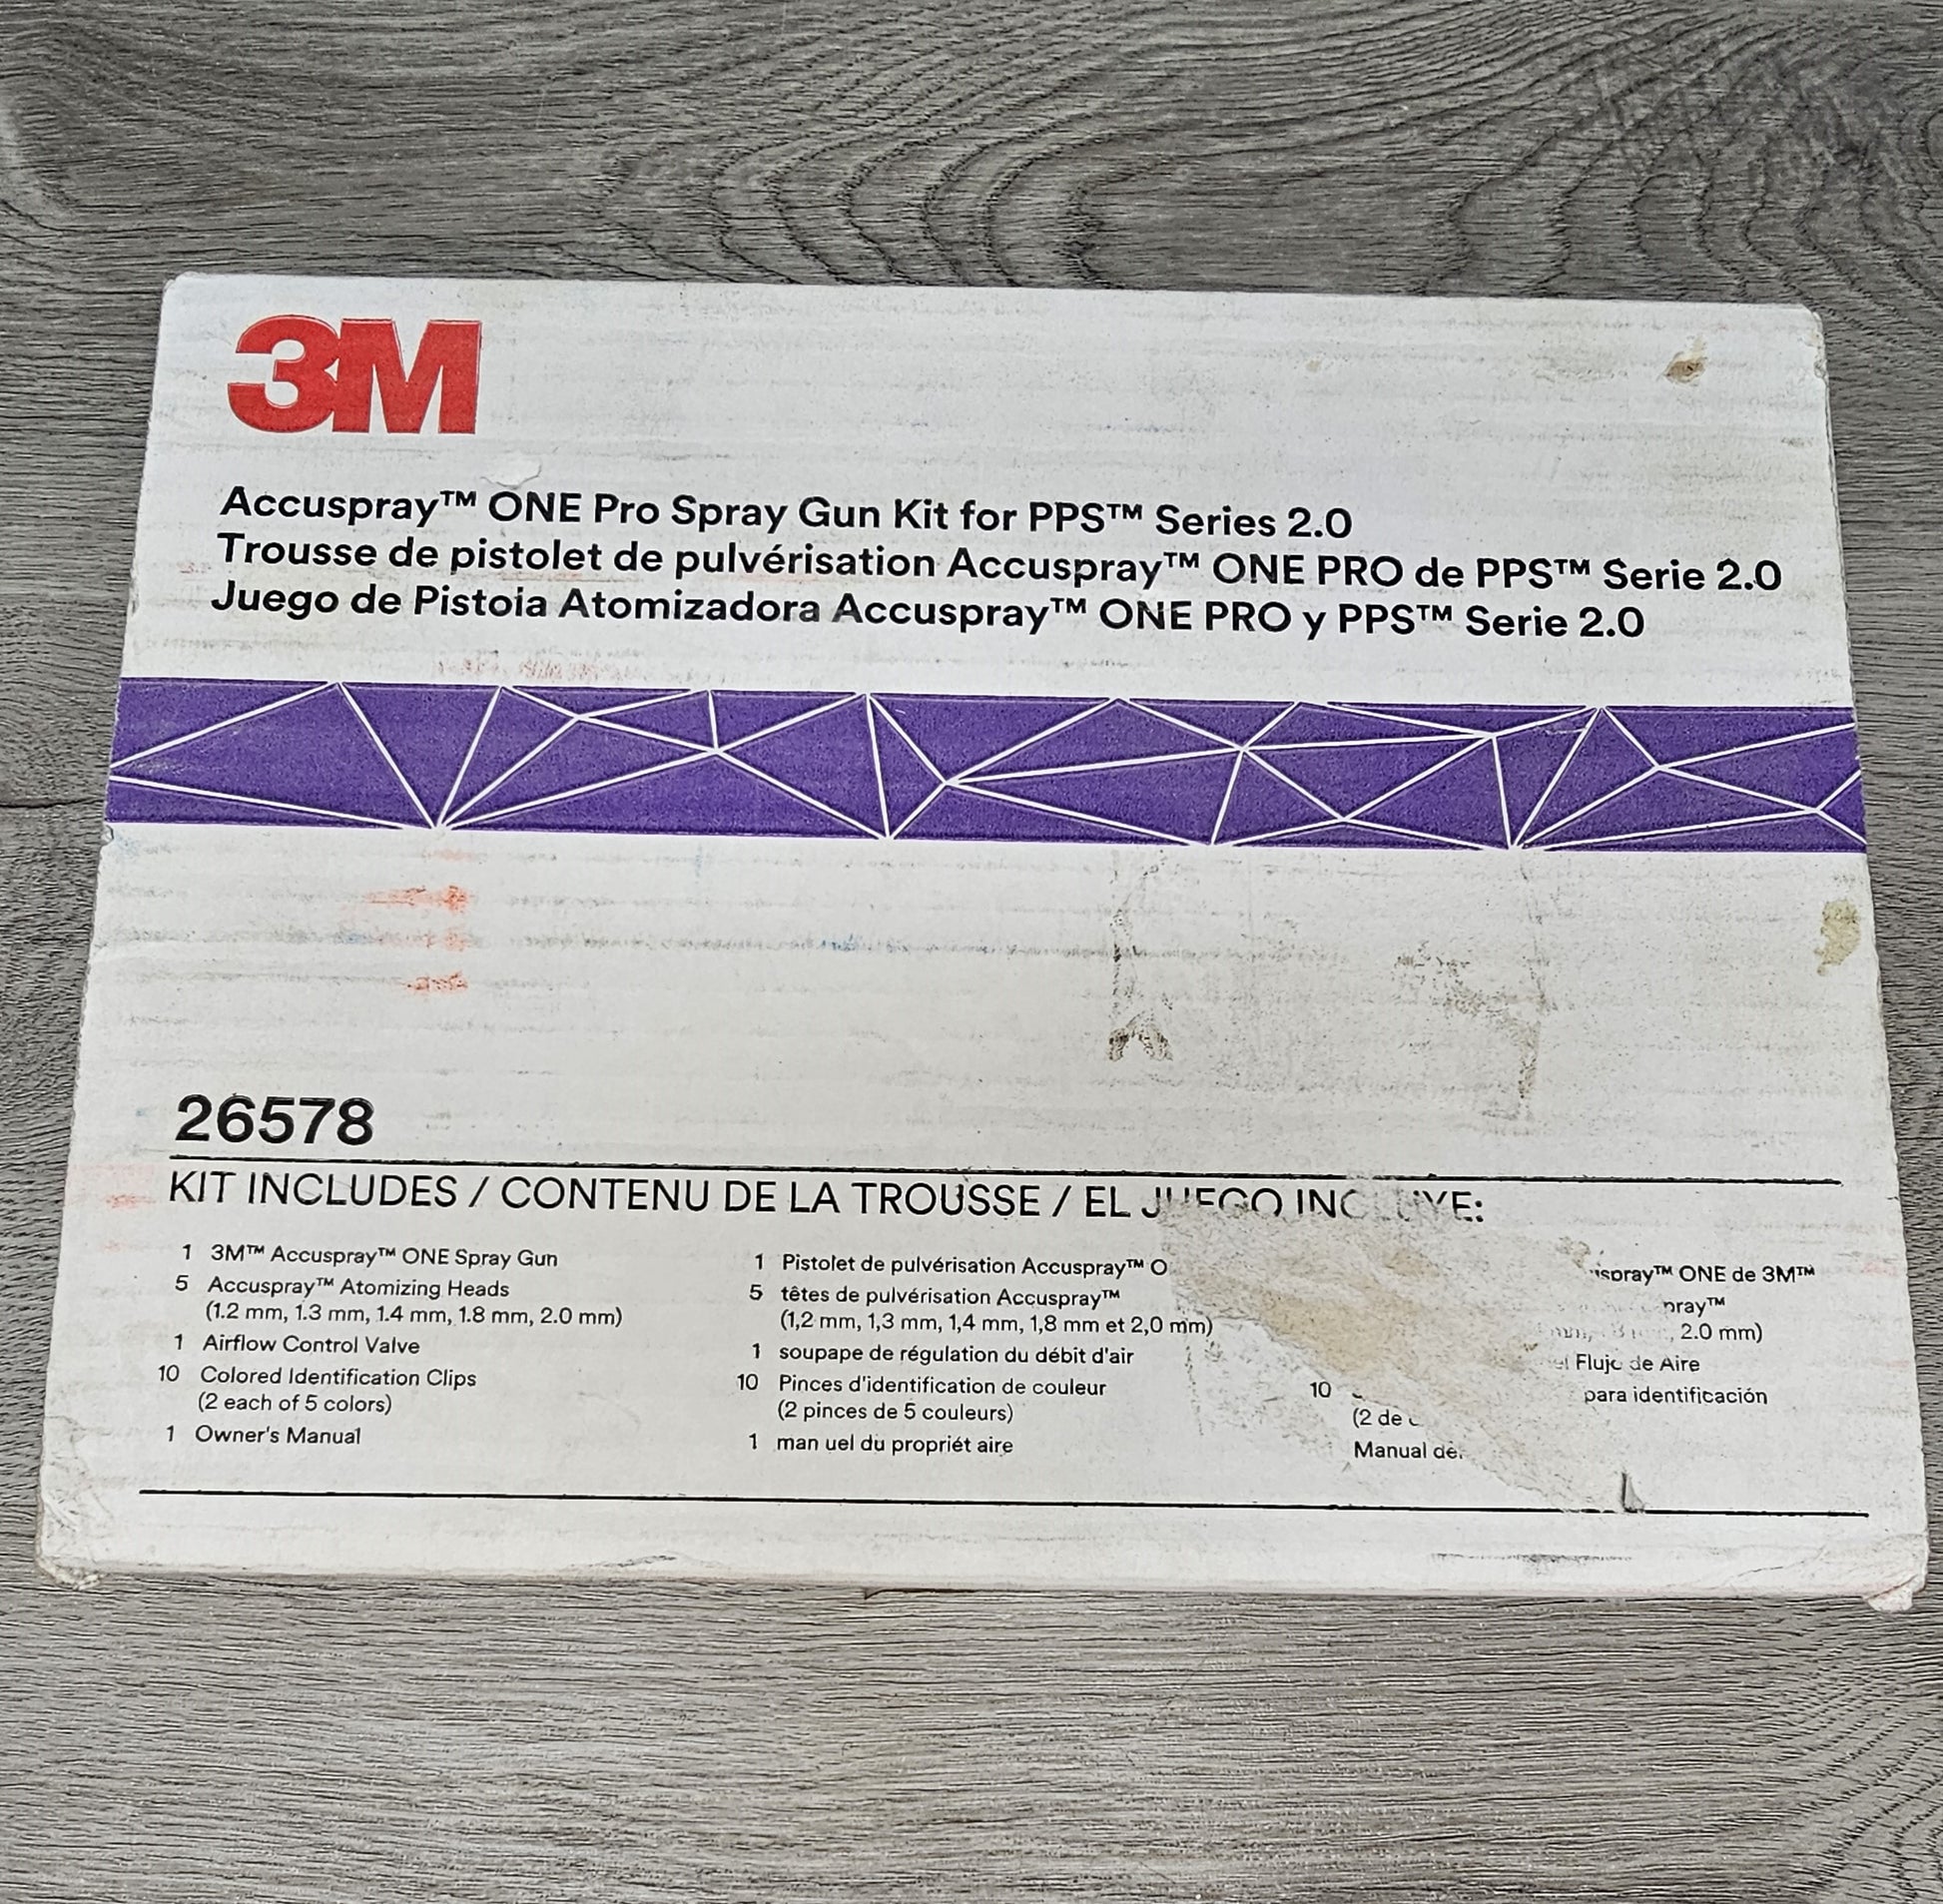 3M
Accuspray™ ONE Pro Spray Gun Kit for PPS™ Series 2.0
Trousse de pistolet de pulvérisation Accuspray™ ONE PRO de PPS™ Serie 2.0
Juego de Pistola Atomizadora Accuspray™ ONE PRO y PPS™ Serie 2.0
26578
KIT INCLUDES / CONTENU DE LA TROUSSE / EL JUEGO INCLUYE:
1 3M™ Accuspray™ ONE Spray Gun
5 Accuspray™ Atomizing Heads
(1.2 mm, 1.3 mm, 1.4 mm, 1.8 mm, 2.0 mm)
1 Airflow Control Valve
10 Colored Identification Clips
(2 each of 5 colors)
1 Owner's Manual
1 Pistolet de pulvérisation Accuspray™ O
5 têtes de pulvérisation Accuspray™
(1,2 mm, 1,3 mm, 1,4 mm, 1,8 mm et 2,0 mm)
1 soupape de régulation du débit d'air
10 Pinces d'identification de couleur
(2 pinces de 5 couleurs)
1 man uel du propriét aire
ONE de 3M™
2.0 mm)
Flujo de Aire
10 para identificación
(2 de
Manual